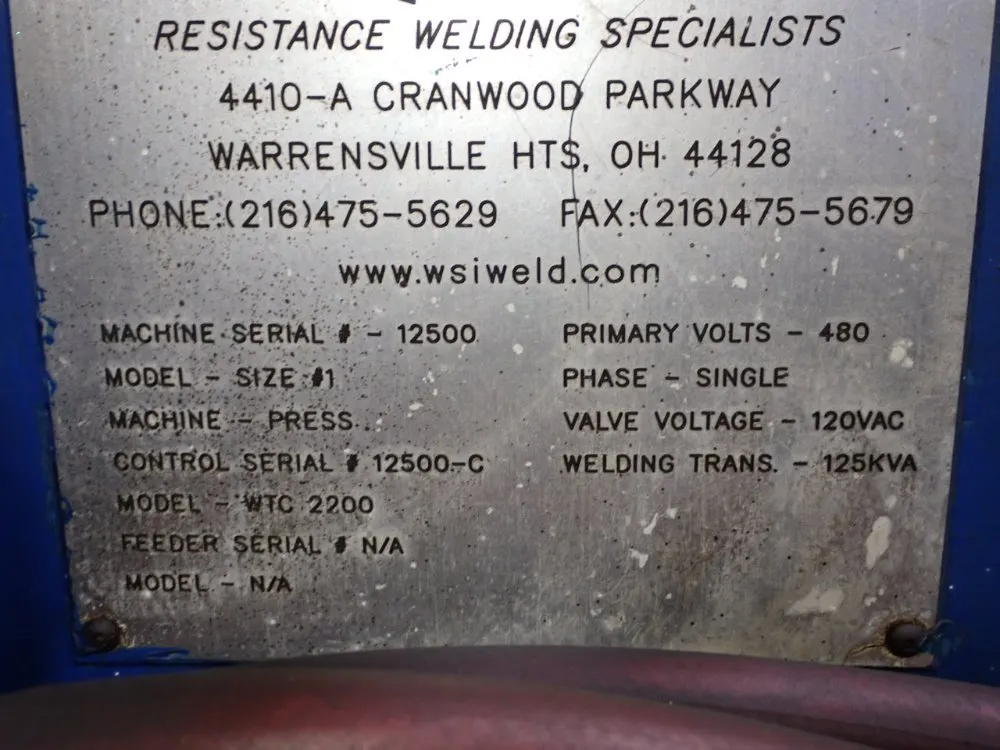 RESISTANCE WELDING SPECIALISTS
4410-A CRANWOOD PARKWAY
WARRENSVILLE HTS, OH. 44128
PHONE:(216)475-5629 FAX:(216)475-5679
www.wsiweld.com
MACHINE SERIAL # - 12500 PRIMARY VOLTS - 480
MODEL - SIZE #1 PHASE - SINGLE
MACHINE - PRESS VALVE VOLTAGE - 120VAC
CONTROL SERIAL # 12500-C WELDING TRANS. - 125KVA
MODEL - WTC 2200
FEEDER SERIAL # N/A
MODEL - N/A